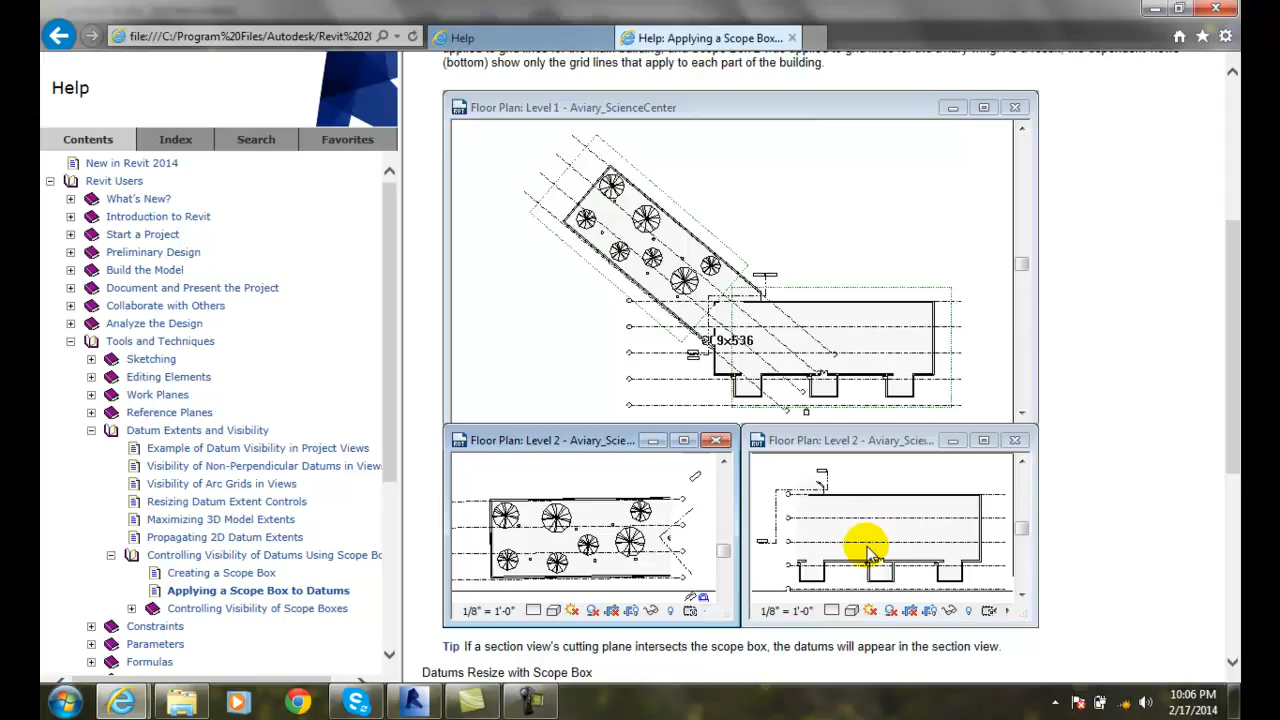 file:///C:/Program%20Files/Autodesk/Revit%20
Help
Help: Applying a Scope Box...
(bottom) show only the grid lines that apply to each part of the building.
Help
Contents
Index
Search
Favorites
New in Revit 2014
Revit Users
What's New?
Introduction to Revit
Start a Project
Preliminary Design
Build the Model
Document and Present the Project
Collaborate with Others
Analyze the Design
Tools and Techniques
Sketching
Editing Elements
Work Planes
Reference Planes
Datum Extents and Visibility
Example of Datum Visibility in Project Views
Visibility of Non-Perpendicular Datums in View
Visibility of Arc Grids in Views
Resizing Datum Extent Controls
Maximizing 3D Model Extents
Propagating 2D Datum Extents
Controlling Visibility of Datums Using Scope Bo
Creating a Scope Box
Applying a Scope Box to Datums
Controlling Visibility of Scope Boxes
Constraints
Parameters
Formulas
Floor Plan: Level 1 - Aviary_ScienceCenter
9x536
Floor Plan: Level 2 - Aviary_Scie...
1/8" = 1'-0"
Floor Plan: Level 2 - Aviary_Scie...
1/8" = 1'-0"
Tip If a section view's cutting plane intersects the scope box, the datums will appear in the section view.
Datums Resize with Scope Box
10:06 PM
2/17/2014